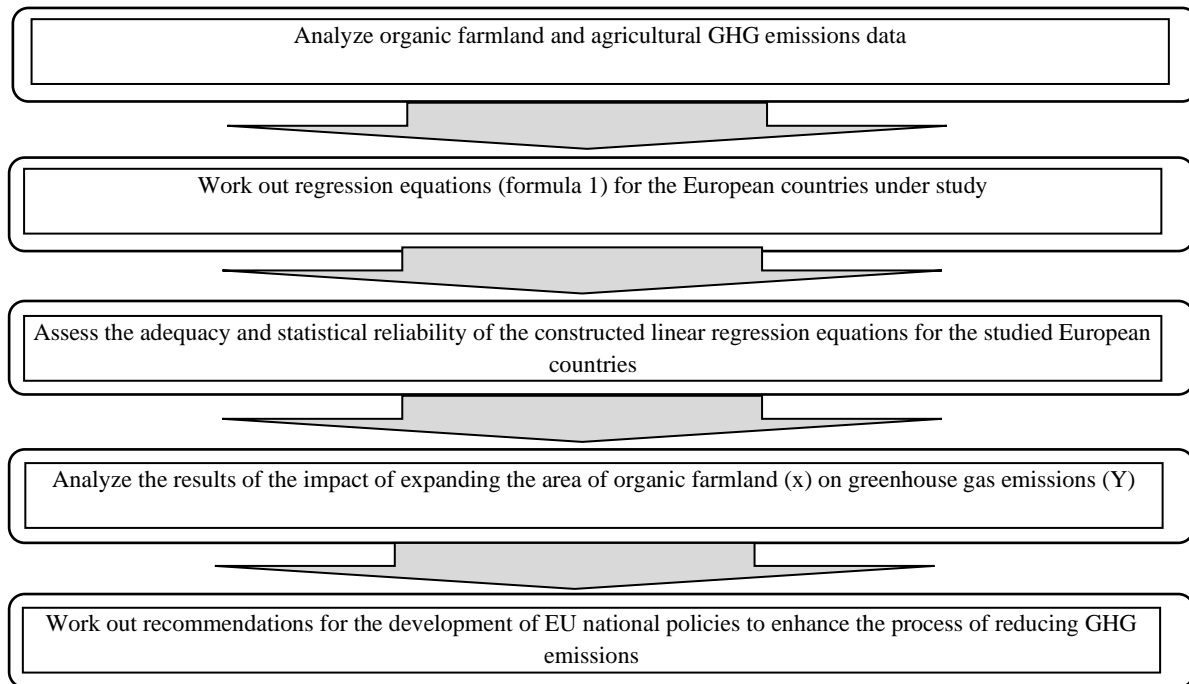 Analyze organic farmland and agricultural GHG emissions data
Work out regression equations (formula 1) for the European countries under study
Assess the adequacy and statistical reliability of the constructed linear regression equations for the studied European
countries
Analyze the results of the impact of expanding the area of organic farmland (x) on greenhouse gas emissions (Y)
Work out recommendations for the development of EU national policies to enhance the process of reducing GHG
emissions